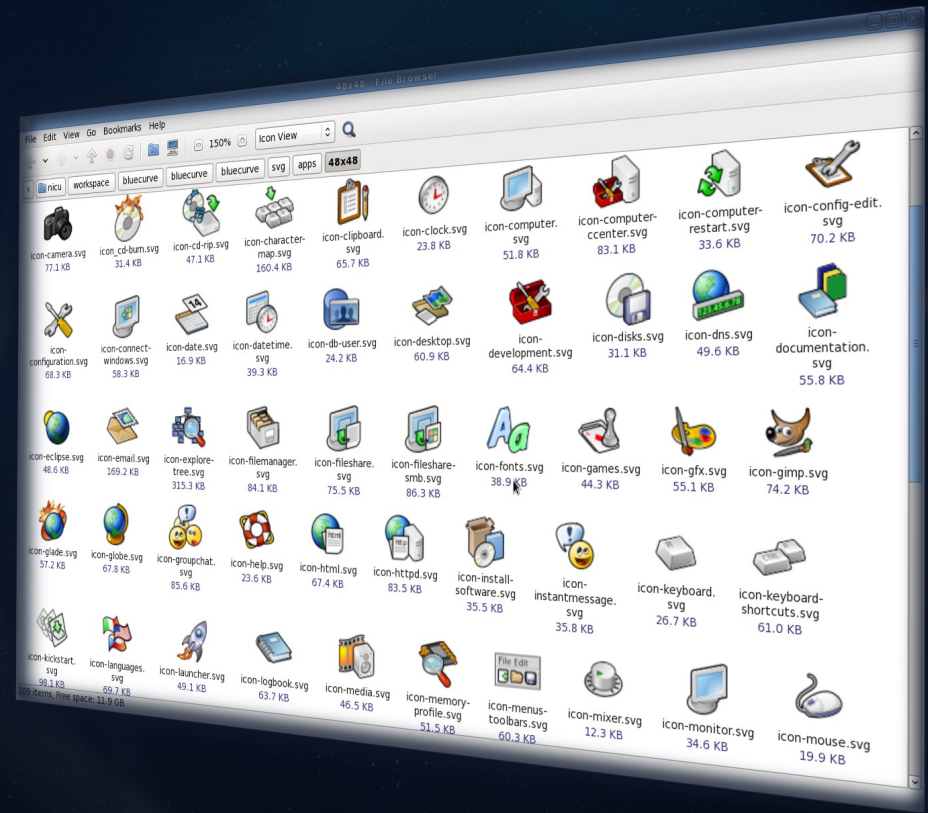 48x48 - File Browser
File Edit View Go Bookmarks Help
150% Icon View
nicu workspace bluecurve bluecurve bluecurve svg apps 48x48
icon-camera.svg
77.1 KB
icon_cd-burn.svg
31.4 KB
icon-cd-rip.svg
47.1 KB
icon-character-
map.svg
160.4 KB
icon-clipboard.
svg
65.7 KB
icon-clock.svg
23.8 KB
icon-computer.
svg
51.8 KB
icon-computer-
ccenter.svg
83.1 KB
icon-computer-
restart.svg
33.6 KB
icon-config-edit.
svg
70.2 KB
icon-
configuration.svg
68.3 KB
icon-connect-
windows.svg
58.3 KB
14
icon-date.svg
16.9 KB
icon-datetime.
svg
39.3 KB
icon-db-user.svg
24.2 KB
icon-desktop.svg
60.9 KB
icon-
development.svg
64.4 KB
icon-disks.svg
31.1 KB
123.45.6.78
icon-dns.svg
49.6 KB
icon-
documentation.
svg
55.8 KB
icon-eclipse.svg
48.6 KB
icon-email.svg
169.2 KB
icon-explore-
tree.svg
315.3 KB
icon-filemanager.
svg
84.1 KB
icon-fileshare.
svg
75.5 KB
icon-fileshare-
smb.svg
86.3 KB
Aa
icon-fonts.svg
38.9 KB
icon-games.svg
44.3 KB
icon-gfx.svg
55.1 KB
icon-gimp.svg
74.2 KB
icon-glade.svg
57.2 KB
icon-globe.svg
67.8 KB
icon-groupchat.
svg
85.6 KB
icon-help.svg
23.6 KB
html
icon-html.svg
67.4 KB
http
icon-httpd.svg
83.5 KB
icon-install-
software.svg
35.5 KB
icon-
instantmessage.
svg
35.8 KB
icon-keyboard.
svg
26.7 KB
icon-keyboard-
shortcuts.svg
61.0 KB
icon-kickstart.
svg
98.1 KB
icon-languages.
svg
69.7 KB
icon-launcher.svg
49.1 KB
icon-logbook.svg
63.7 KB
icon-media.svg
46.5 KB
icon-memory-
profile.svg
51.5 KB
File Edit
icon-menus-
toolbars.svg
60.3 KB
icon-mixer.svg
12.3 KB
icon-monitor.svg
34.6 KB
icon-mouse.svg
19.9 KB
items, Free space: 11.9 GB